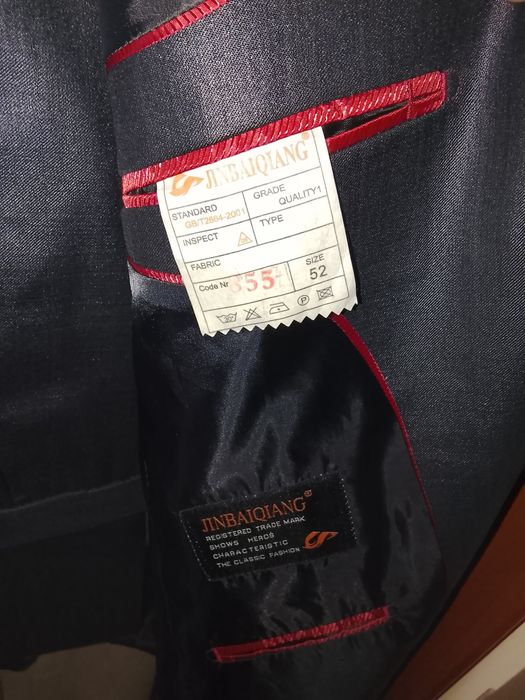 JINBAIQIANG®
STANDARD
GB/T2664-2001
GRADE
QUALITY1
INSPECT
TYPE
FABRIC
Code Nr 355-
SIZE
52
JINBAIQIANG®
REGISTERED TRADE MARK
SHOWS HEROS
CHARACTERISTIC
THE CLASSIC FASHION